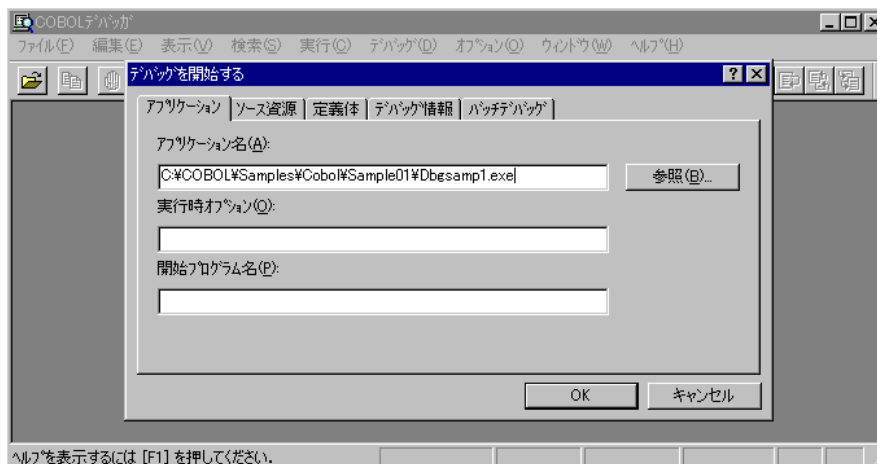 COBOLﾃﾞﾊﾞｯｶﾞ
ﾌｧｲﾙ(F) 編集(E) 表示(V) 検索(S) 実行(C) ﾃﾞﾊﾞｯｸﾞ(D) ｵﾌﾟｼｮﾝ(O) ｳｨﾝﾄﾞｳ(W) ﾍﾙﾌﾟ(H)
ﾃﾞﾊﾞｯｸﾞを開始する
ｱﾌﾟﾘｹｰｼｮﾝ ｿｰｽ資源 定義体 ﾃﾞﾊﾞｯｸﾞ情報 ﾊﾞｯﾁﾃﾞﾊﾞｯｸﾞ
ｱﾌﾟﾘｹｰｼｮﾝ名(A):
C:¥COBOL¥Samples¥Cobol¥Sample01¥Dbgsamp1.exe 参照(B)...
実行時ｵﾌﾟｼｮﾝ(O):
開始ﾌﾟﾛｸﾞﾗﾑ名(P):
OK ｷｬﾝｾﾙ
ﾍﾙﾌﾟを表示するには [F1] を押してください.